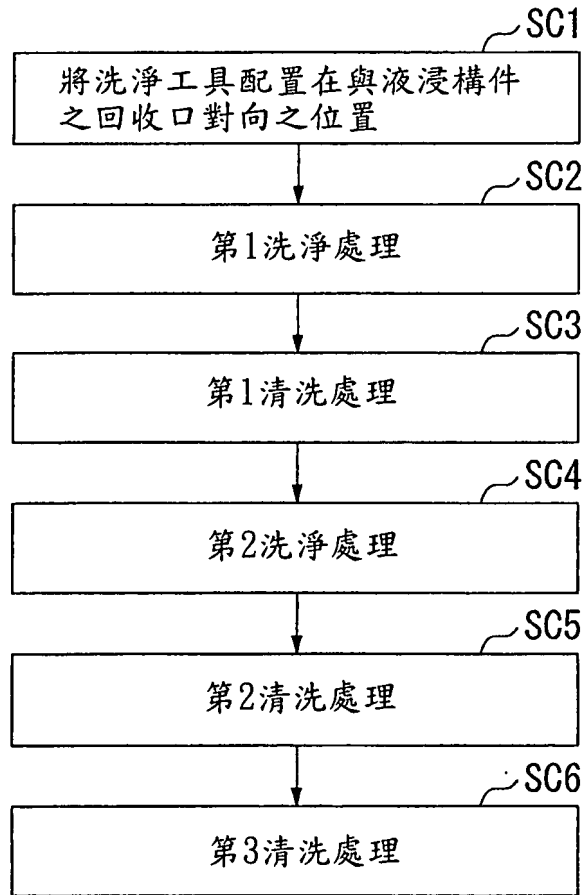 SC1
將洗淨工具配置在與液浸構件
之回收口對向之位置
SC2
第1洗淨處理
SC3
第1清洗處理
SC4
第2洗淨處理
SC5
第2清洗處理
SC6
第3清洗處理